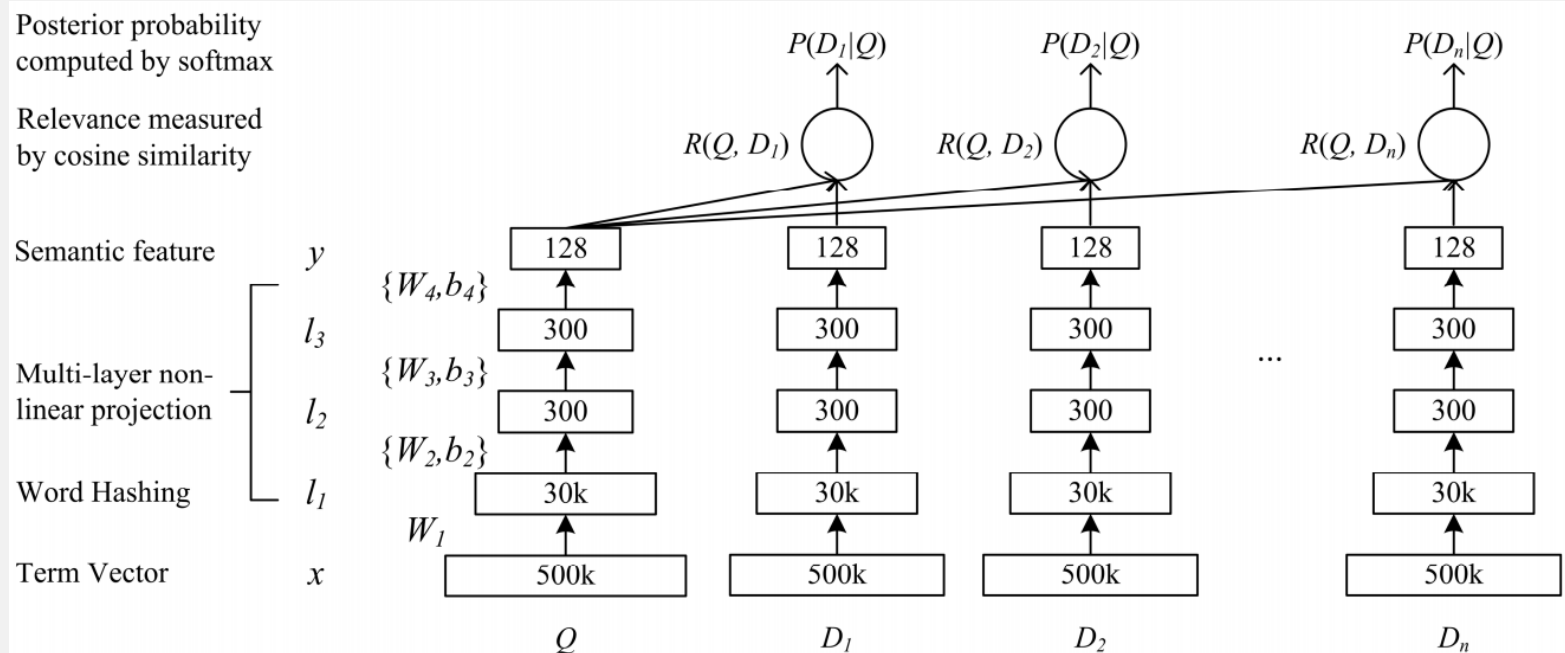 Posterior probability
computed by softmax
P(D₁|Q) P(D₂|Q) P(Dₙ|Q)
Relevance measured
by cosine similarity
R(Q, D₁) R(Q, D₂) R(Q, Dₙ)
Semantic feature y 128 128 128 128
{W₄,b₄}
l₃ 300 300 300 300
{W₃,b₃} ...
Multi-layer non-
linear projection
l₂ 300 300 300 300
{W₂,b₂}
Word Hashing l₁ 30k 30k 30k 30k
W₁
Term Vector x 500k 500k 500k 500k
Q D₁ D₂ Dₙ